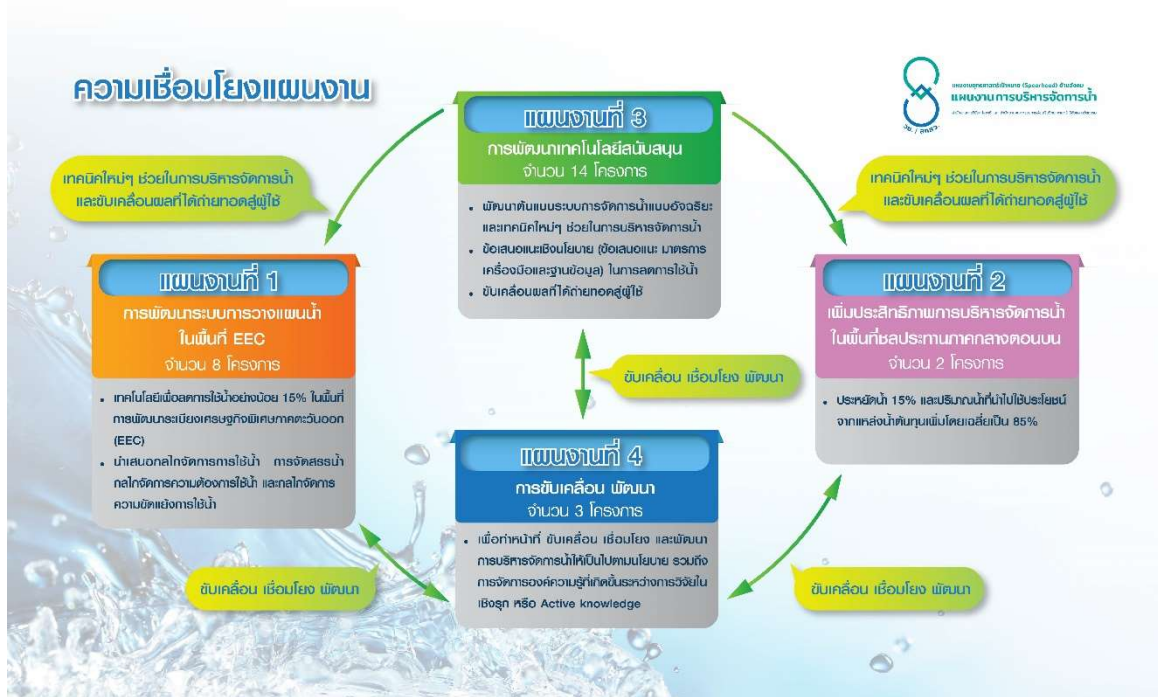 ความเชื่อมโยงแผนงาน
แผนงานยุทธศาสตร์เป้าหมาย (Spearhead) ด้านสังคม
แผนงานการบริหารจัดการน้ำ
วช. / สกสว.
แผนงานที่ 3
การพัฒนาเทคโนโลยีสนับสนุน
จำนวน 14 โครงการ
• พัฒนาต้นแบบระบบการจัดการน้ำแบบอัจฉริยะ
และเทคนิคใหม่ๆ ช่วยในการบริหารจัดการน้ำ
• ข้อเสนอแนะเชิงนโยบาย (ข้อเสนอแนะ มาตรการ
เครื่องมือและฐานข้อมูล) ในการลดการใช้น้ำ
• ขับเคลื่อนผลที่ได้ถ่ายทอดสู่ผู้ใช้
เทคนิคใหม่ๆ ช่วยในการบริหารจัดการน้ำ
และขับเคลื่อนผลที่ได้ถ่ายทอดสู่ผู้ใช้
เทคนิคใหม่ๆ ช่วยในการบริหารจัดการน้ำ
และขับเคลื่อนผลที่ได้ถ่ายทอดสู่ผู้ใช้
แผนงานที่ 1
การพัฒนาระบบการวางแผนน้ำ
ในพื้นที่ EEC
จำนวน 8 โครงการ
• เทคโนโลยีเพื่อลดการใช้น้ำอย่างน้อย 15% ในพื้นที่
การพัฒนาระเบียงเศรษฐกิจพิเศษภาคตะวันออก
(EEC)
• นำเสนอกลไกจัดการการใช้น้ำ การจัดสรรน้ำ
กลไกจัดการความต้องการใช้น้ำ และกลไกจัดการ
ความขัดแย้งการใช้น้ำ
แผนงานที่ 2
เพิ่มประสิทธิภาพการบริหารจัดการน้ำ
ในพื้นที่ชลประทานภาคกลางตอนบน
จำนวน 2 โครงการ
• ประหยัดน้ำ 15% และปริมาณน้ำที่นำไปใช้ประโยชน์
จากแหล่งน้ำต้นทุนเพิ่มโดยเฉลี่ยเป็น 85%
ขับเคลื่อน เชื่อมโยง พัฒนา
แผนงานที่ 4
การขับเคลื่อน พัฒนา
จำนวน 3 โครงการ
• เพื่อทำหน้าที่ ขับเคลื่อน เชื่อมโยง และพัฒนา
การบริหารจัดการน้ำให้เป็นไปตามนโยบาย รวมถึง
การจัดการองค์ความรู้ที่เกิดขึ้นระหว่างการวิจัยใน
เชิงรุก หรือ Active knowledge
ขับเคลื่อน เชื่อมโยง พัฒนา
ขับเคลื่อน เชื่อมโยง พัฒนา